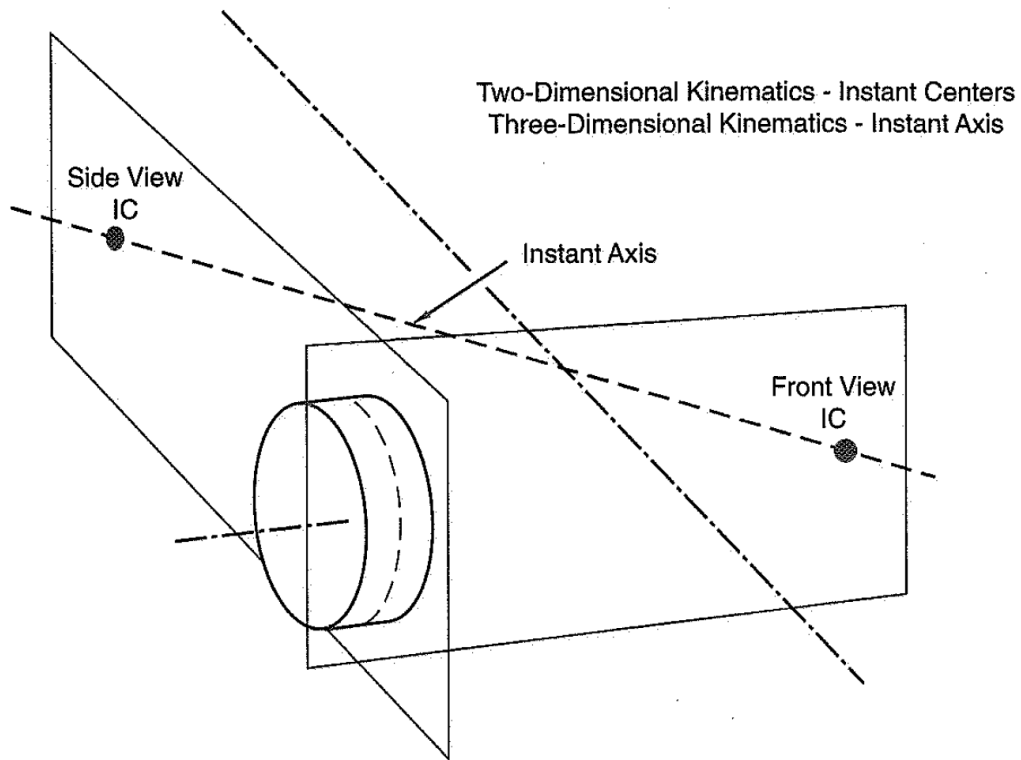 Two-Dimensional Kinematics - Instant Centers
Three-Dimensional Kinematics - Instant Axis
Side View
IC
Instant Axis
Front View
IC